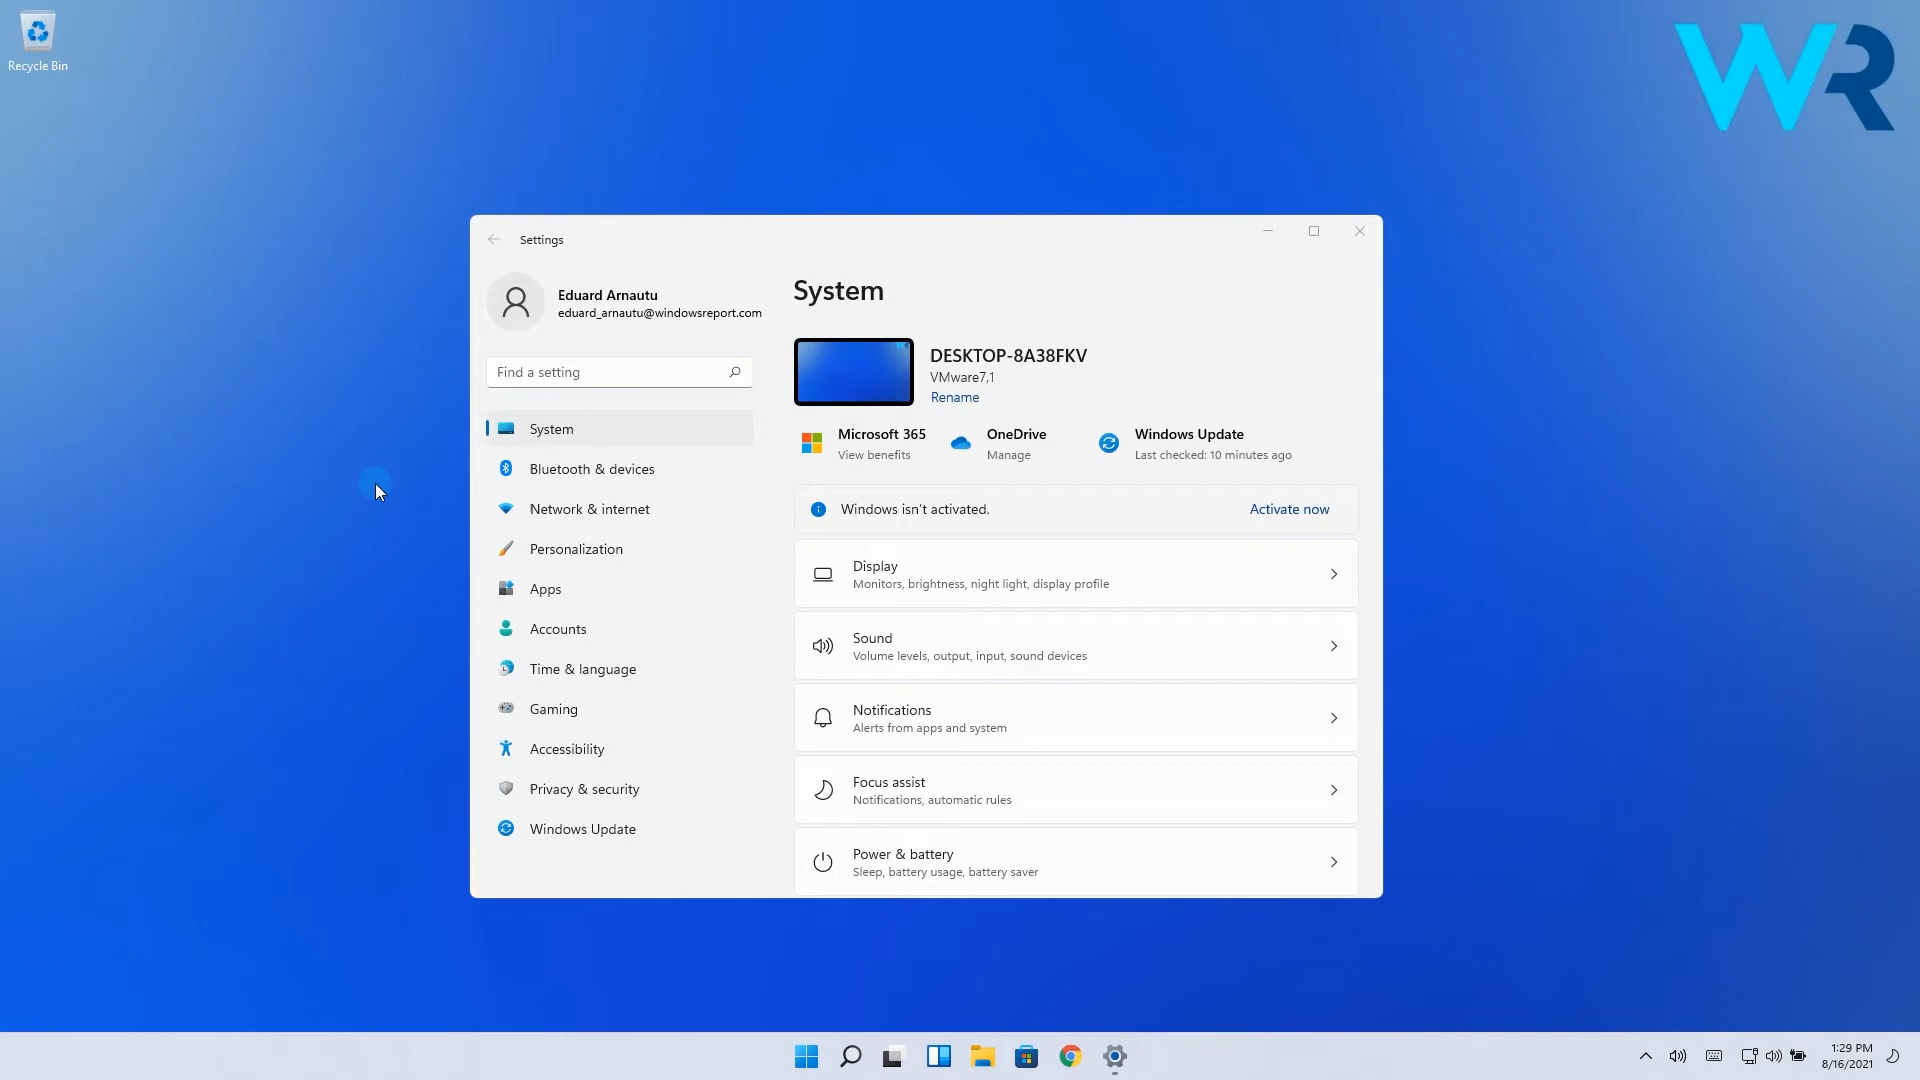 Recycle Bin
WR
Settings
Eduard Arnautu
eduard_arnautu@windowsreport.com
Find a setting
System
Bluetooth & devices
Network & internet
Personalization
Apps
Accounts
Time & language
Gaming
Accessibility
Privacy & security
Windows Update
System
DESKTOP-8A38FKV
VMware7,1
Rename
Microsoft 365
View benefits
OneDrive
Manage
Windows Update
Last checked: 10 minutes ago
Windows isn't activated.
Activate now
Display
Monitors, brightness, night light, display profile
Sound
Volume levels, output, input, sound devices
Notifications
Alerts from apps and system
Focus assist
Notifications, automatic rules
Power & battery
Sleep, battery usage, battery saver
1:29 PM
8/16/2021